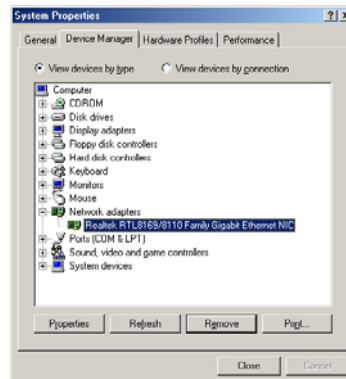 System Properties
General Device Manager Hardware Profiles Performance
View devices by type View devices by connection
Computer
CDROM
Disk drives
Display adapters
Floppy disk controllers
Hard disk controllers
Keyboard
Monitors
Mouse
Network adapters
Realtek RTL8169/8110 Family Gigabit Ethernet NIC
Ports (COM & LPT)
Sound, video and game controllers
System devices
Properties Refresh Remove Print...
Close Cancel